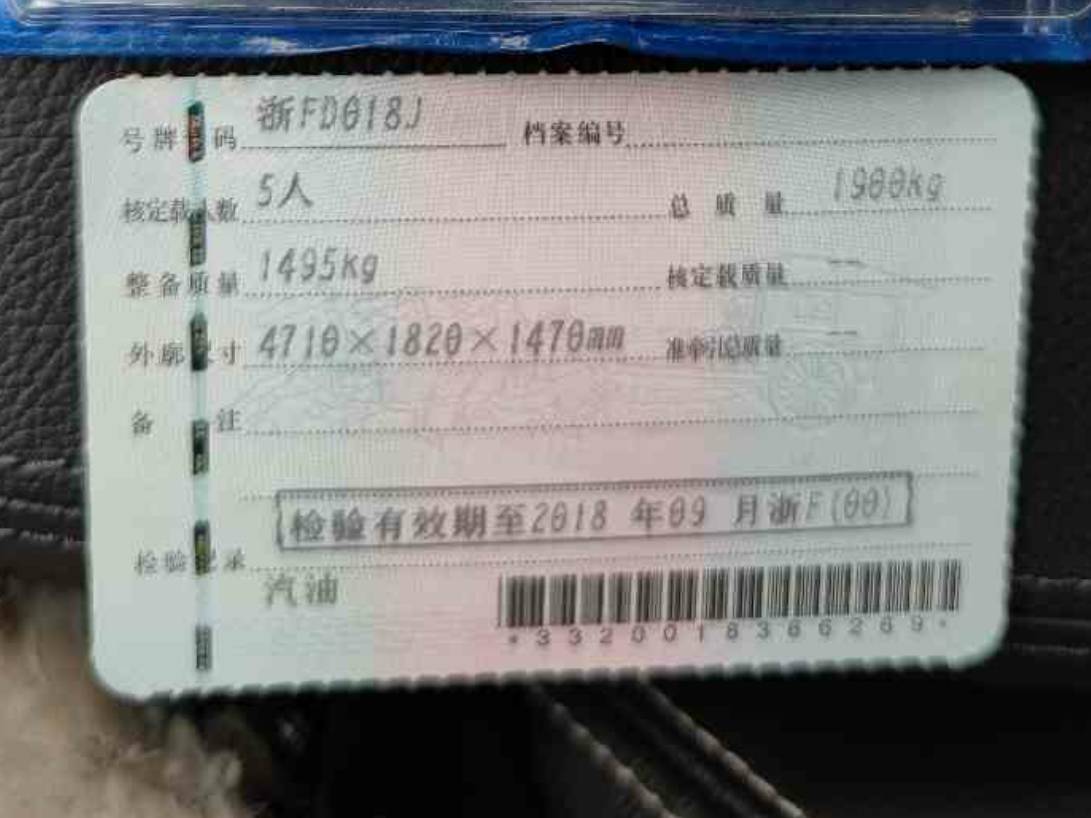 号牌号码 浙FD018J 档案编号
核定载人数 5人 总质量 1900kg
整备质量 1495kg 核定载质量 --
外廓尺寸 4710×1820×1470mm 准牵引总质量 --
备注
检验有效期至2018 年09 月浙F(00)
检验记录
汽油
*3320018366269*